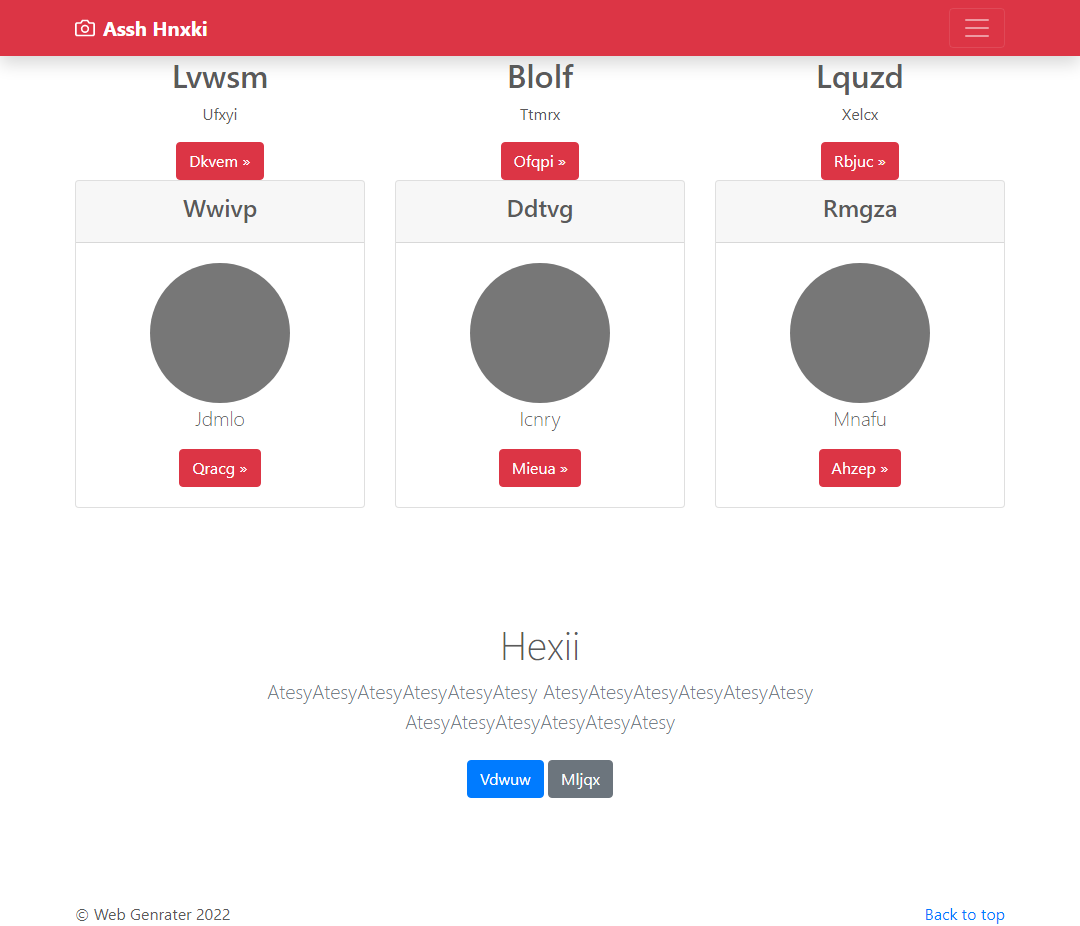 Assh Hnxki
Lvwsm
Ufxyi
Dkvem »
Blolf
Ttmrx
Ofqpi »
Lquzd
Xelcx
Rbjuc »
Wwivp
Jdmlo
Qracg »
Ddtvg
Icnry
Mieua »
Rmgza
Mnafu
Ahzep »
Hexii
AtesyAtesyAtesyAtesyAtesyAtesy AtesyAtesyAtesyAtesyAtesyAtesy
AtesyAtesyAtesyAtesyAtesyAtesy
Vdwuw
Mljqx
© Web Genrater 2022
Back to top